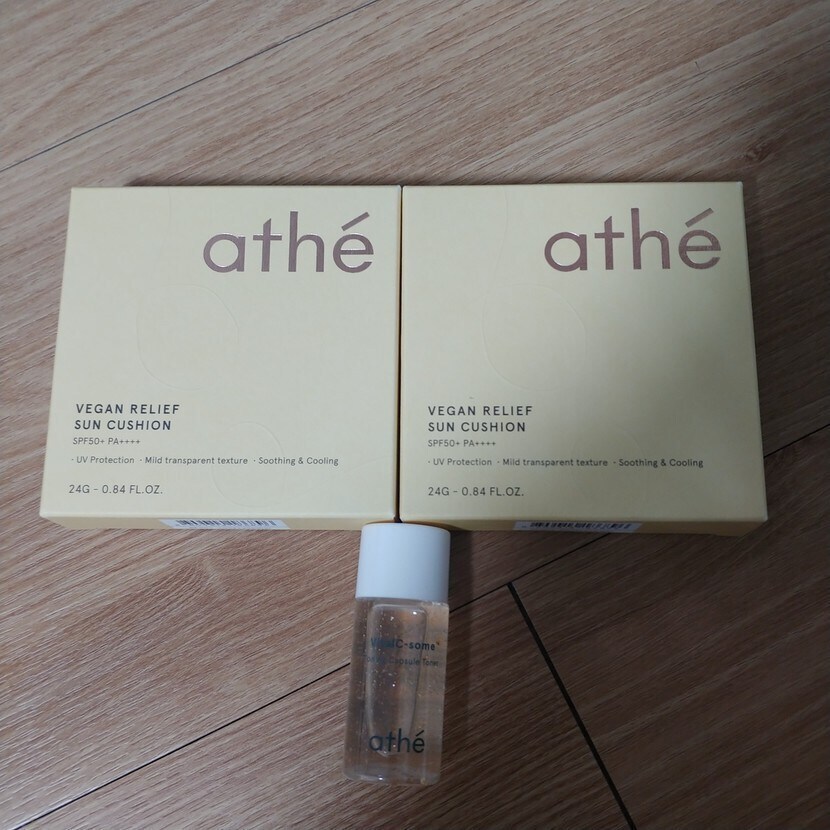 athé
VEGAN RELIEF
SUN CUSHION
SPF50+ PA++++
· UV Protection · Mild transparent texture · Soothing & Cooling
24G – 0.84 FL.OZ.
athé
VEGAN RELIEF
SUN CUSHION
SPF50+ PA++++
· UV Protection · Mild transparent texture · Soothing & Cooling
24G – 0.84 FL.OZ.
Capsule Toner
athé